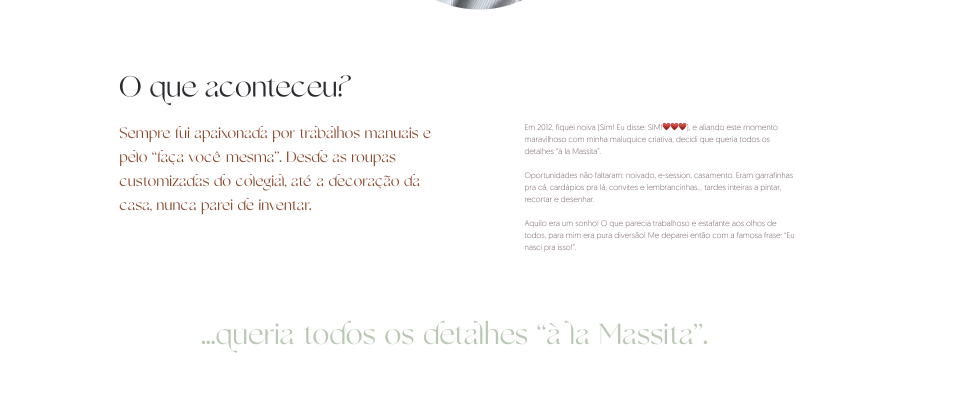 O que aconteceu?
Sempre fui apaixonada por trabalhos manuais e
pelo “faça você mesma”. Desde as roupas
customizadas do colegial, até a decoração da
casa, nunca parei de inventar.
Em 2012, fiquei noiva (Sim! Eu disse: SIM!❤️❤️❤️), e aliando este momento
maravilhoso com minha maluquice criativa, decidi que queria todos os
detalhes “à la Massita”.
Oportunidades não faltaram: noivado, e-session, casamento. Eram garrafinhas
pra cá, cardápios pra lá, convites e lembrancinhas... tardes inteiras a pintar,
recortar e desenhar.
Aquilo era um sonho! O que parecia trabalhoso e estafante aos olhos de
todos, para mim era pura diversão! Me deparei então com a famosa frase: “Eu
nasci pra isso!”.
...queria todos os detalhes “à la Massita”.